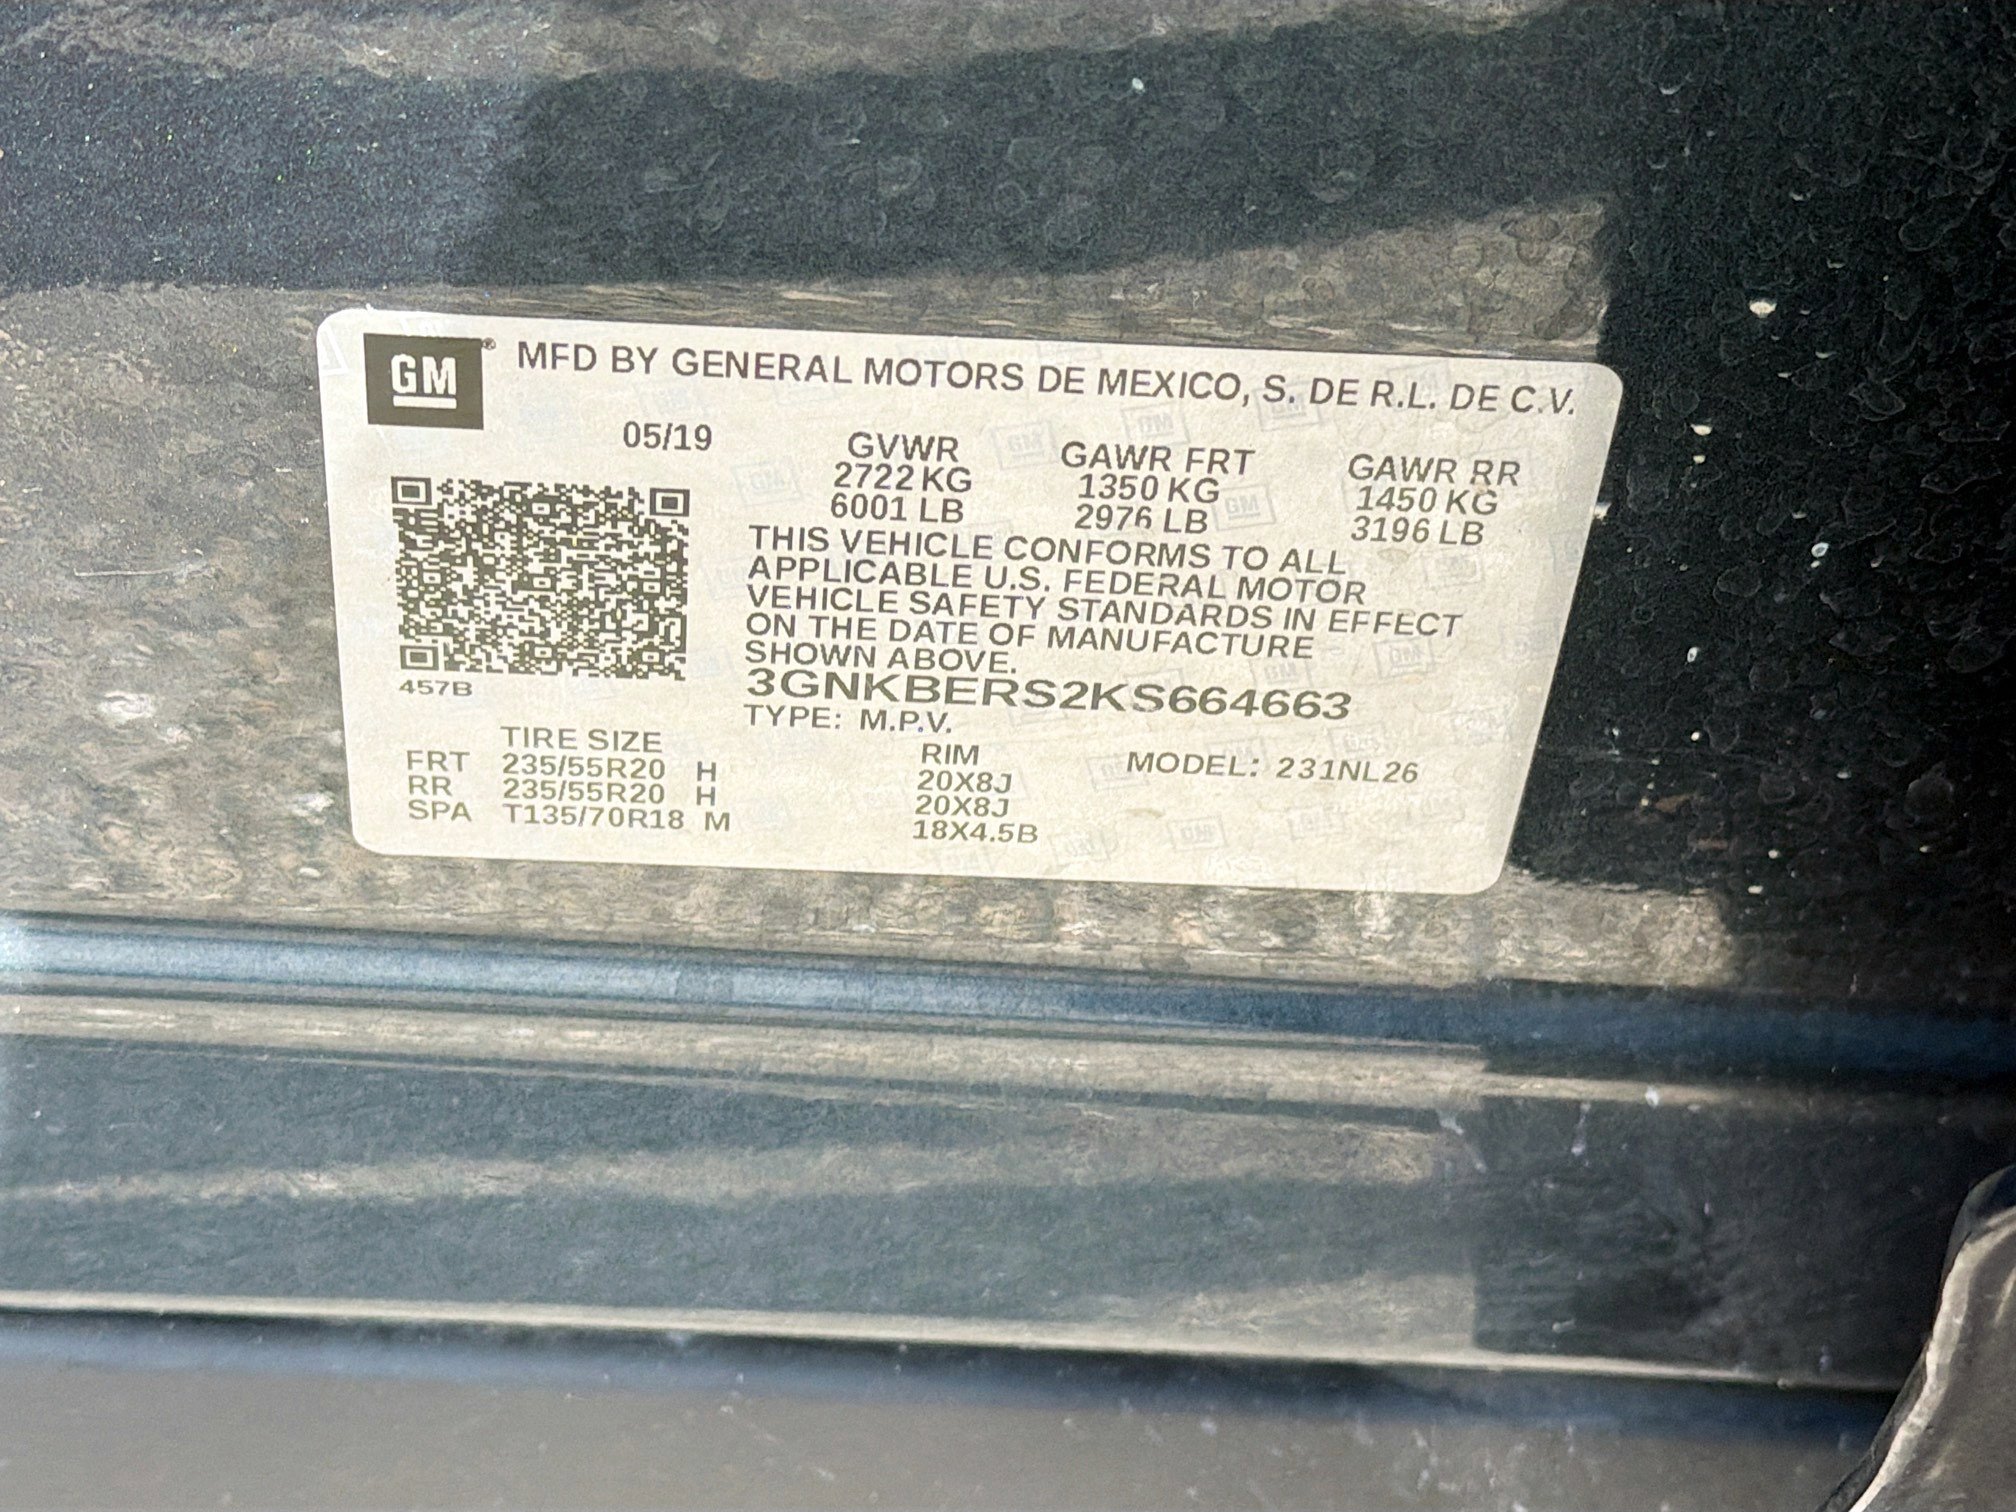 GM® MFD BY GENERAL MOTORS DE MEXICO, S. DE R.L. DE C.V.
05/19 GVWR GAWR FRT GAWR RR
2722 KG 1350 KG 1450 KG
6001 LB 2976 LB 3196 LB
THIS VEHICLE CONFORMS TO ALL
APPLICABLE U.S. FEDERAL MOTOR
VEHICLE SAFETY STANDARDS IN EFFECT
ON THE DATE OF MANUFACTURE
SHOWN ABOVE.
457B 3GNKBERS2KS664663
TYPE: M.P.V.
TIRE SIZE RIM MODEL: 231NL26
FRT 235/55R20 H 20X8J
RR 235/55R20 H 20X8J
SPA T135/70R18 M 18X4.5B